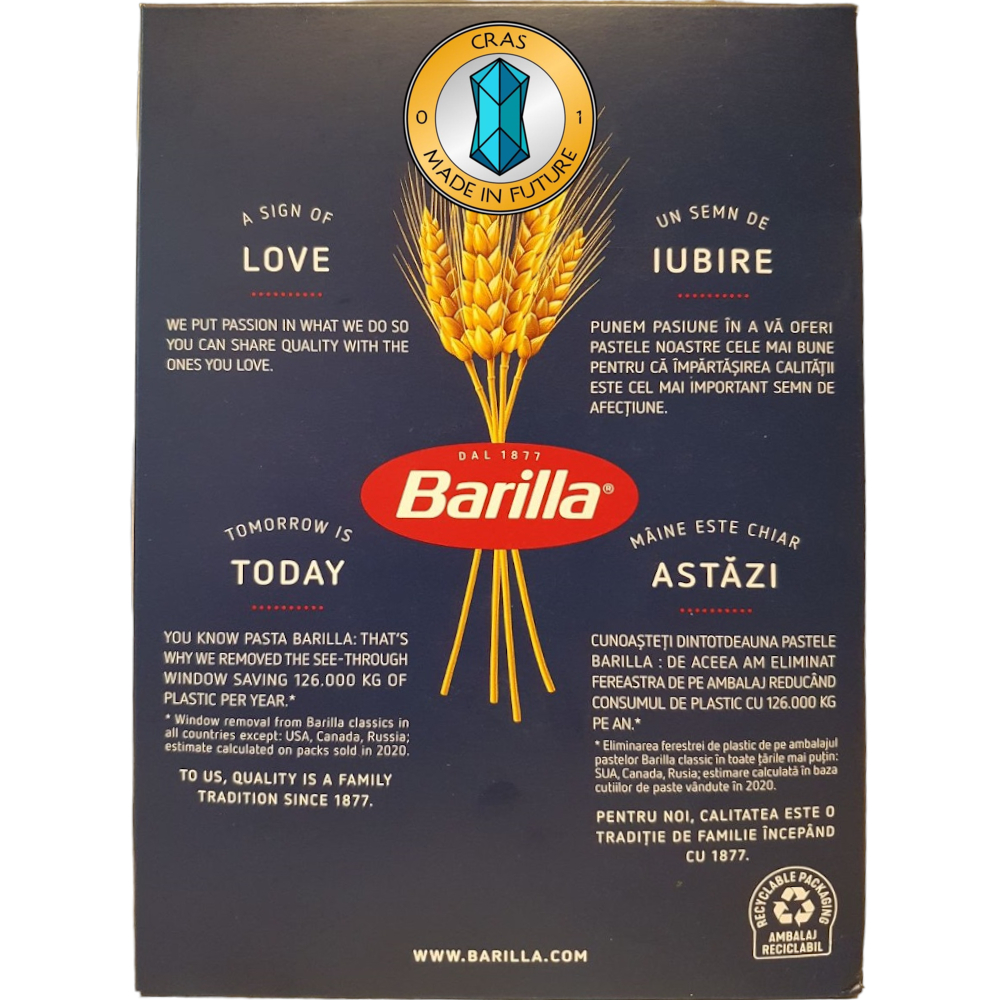 CRAS
0 1
MADE IN FUTURE
A SIGN OF
LOVE
WE PUT PASSION IN WHAT WE DO SO
YOU CAN SHARE QUALITY WITH THE
ONES YOU LOVE.
UN SEMN DE
IUBIRE
PUNEM PASIUNE ÎN A VĂ OFERI
PASTELE NOASTRE CELE MAI BUNE
PENTRU CĂ ÎMPĂRTĂȘIREA CALITĂȚII
ESTE CEL MAI IMPORTANT SEMN DE
AFECȚIUNE.
DAL 1877
Barilla®
TOMORROW IS
TODAY
YOU KNOW PASTA BARILLA: THAT'S
WHY WE REMOVED THE SEE-THROUGH
WINDOW SAVING 126.000 KG OF
PLASTIC PER YEAR.*
* Window removal from Barilla classics in
all countries except: USA, Canada, Russia;
estimate calculated on packs sold in 2020.
TO US, QUALITY IS A FAMILY
TRADITION SINCE 1877.
MÂINE ESTE CHIAR
ASTĂZI
CUNOAȘTEȚI DINTOTDEAUNA PASTELE
BARILLA : DE ACEEA AM ELIMINAT
FEREASTRA DE PE AMBALAJ REDUCÂND
CONSUMUL DE PLASTIC CU 126.000 KG
PE AN.*
* Eliminarea ferestrei de plastic de pe ambalajul
pastelor Barilla classic în toate țările mai puțin:
SUA, Canada, Rusia; estimare calculată în baza
cutiilor de paste vândute în 2020.
PENTRU NOI, CALITATEA ESTE O
TRADIȚIE DE FAMILIE ÎNCEPÂND
CU 1877.
RECYCLABLE PACKAGING
AMBALAJ
RECICLABIL
WWW.BARILLA.COM